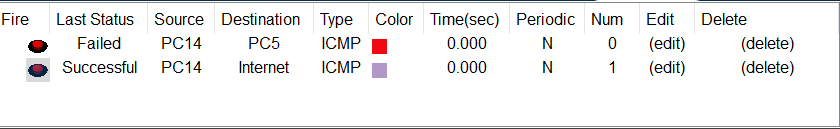 Fire Last Status Source Destination Type Color Time(sec) Periodic Num Edit Delete
Failed PC14 PC5 ICMP 0.000 N 0 (edit) (delete)
Successful PC14 Internet ICMP 0.000 N 1 (edit) (delete)